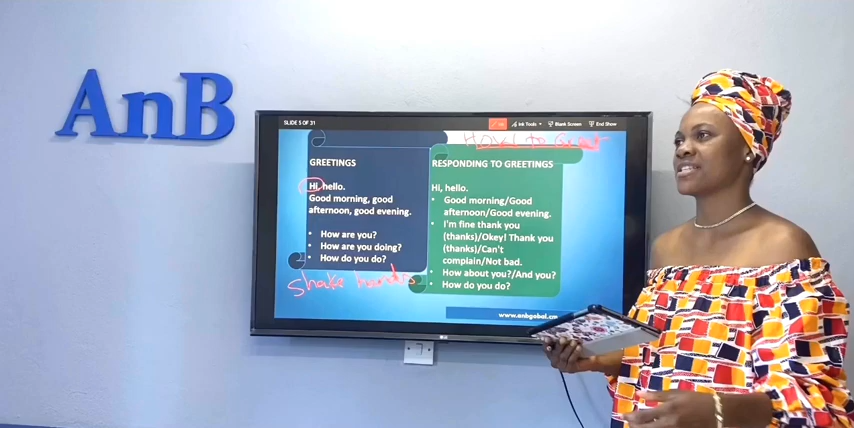 AnB
SLIDE 5 OF 31
Ink Tools
Blank Screen
End Show
How to Greet
GREETINGS
Hi, hello.
Good morning, good
afternoon, good evening.
• How are you?
• How are you doing?
• How do you do?
shake hands
RESPONDING TO GREETINGS
Hi, hello.
• Good morning/Good
afternoon/Good evening.
• I'm fine thank you
(thanks)/Okey! Thank you
(thanks)/Can't
complain/Not bad.
• How about you?/And you?
• How do you do?
www.anbgobal.cm